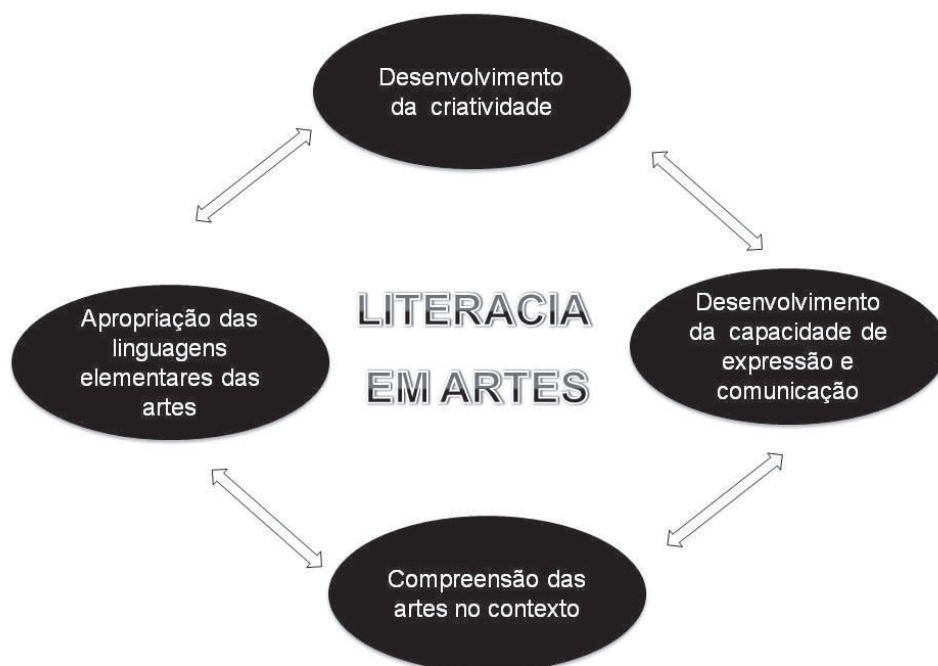 Desenvolvimento
da criatividade
Apropriação das
linguagens
elementares das
artes
LITERACIA
EM ARTES
Desenvolvimento
da capacidade de
expressão e
comunicação
Compreensão das
artes no contexto